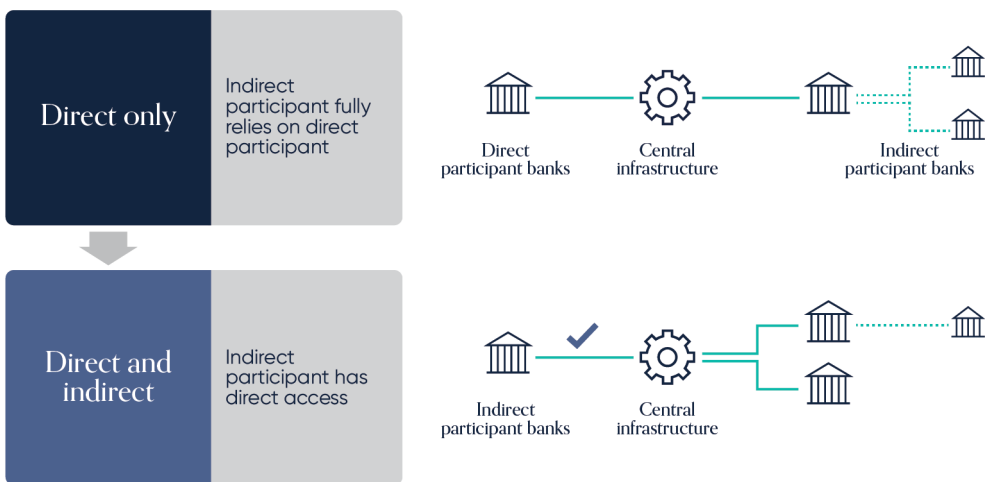 Direct only
Indirect
participant fully
relies on direct
participant
Direct
participant banks
Central
infrastructure
Indirect
participant banks
Direct and
indirect
Indirect
participant has
direct access
Indirect
participant banks
Central
infrastructure